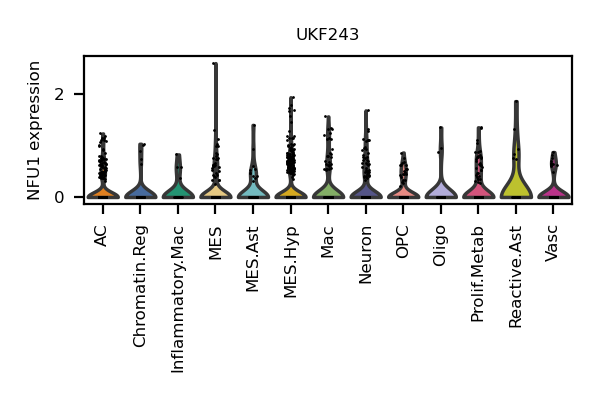 UKF243
NFU1 expression
2
0
AC
Chromatin.Reg
Inflammatory.Mac
MES
MES.Ast
MES.Hyp
Mac
Neuron
OPC
Oligo
Prolif.Metab
Reactive.Ast
Vasc